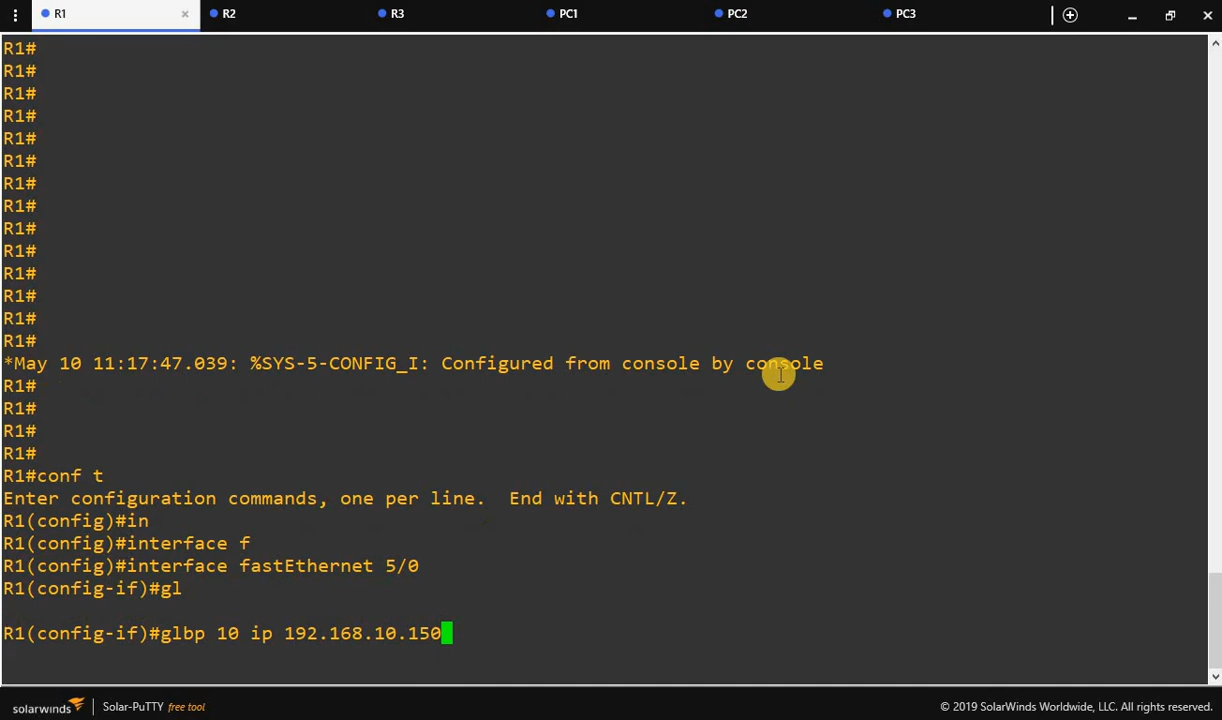 R1 × R2 R3 PC1 PC2 PC3
R1#
R1#
R1#
R1#
R1#
R1#
R1#
R1#
R1#
R1#
R1#
R1#
R1#
R1#
*May 10 11:17:47.039: %SYS-5-CONFIG_I: Configured from console by console
R1#
R1#
R1#
R1#
R1#conf t
Enter configuration commands, one per line.  End with CNTL/Z.
R1(config)#in
R1(config)#interface f
R1(config)#interface fastEthernet 5/0
R1(config-if)#gl
R1(config-if)#glbp 10 ip 192.168.10.150
solarwinds Solar-PuTTY free tool © 2019 SolarWinds Worldwide, LLC. All rights reserved.